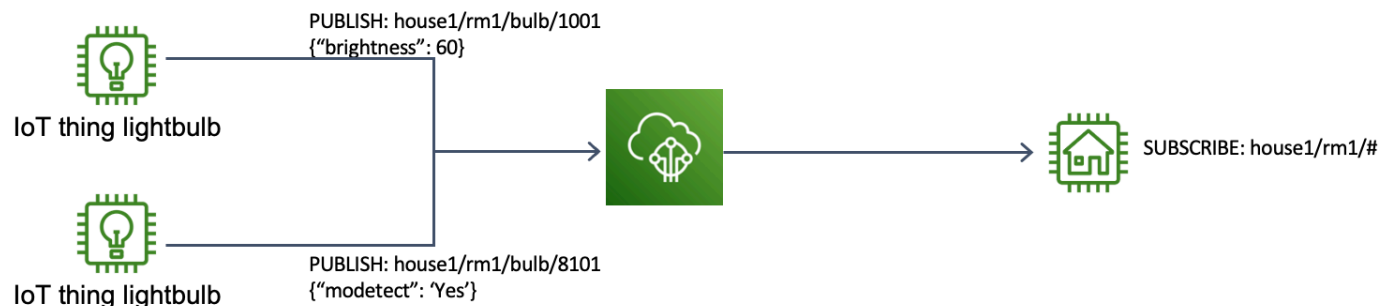 PUBLISH: house1/rm1/bulb/1001
{“brightness”: 60}
IoT thing lightbulb
SUBSCRIBE: house1/rm1/#
PUBLISH: house1/rm1/bulb/8101
{“modetect”: ‘Yes’}
IoT thing lightbulb